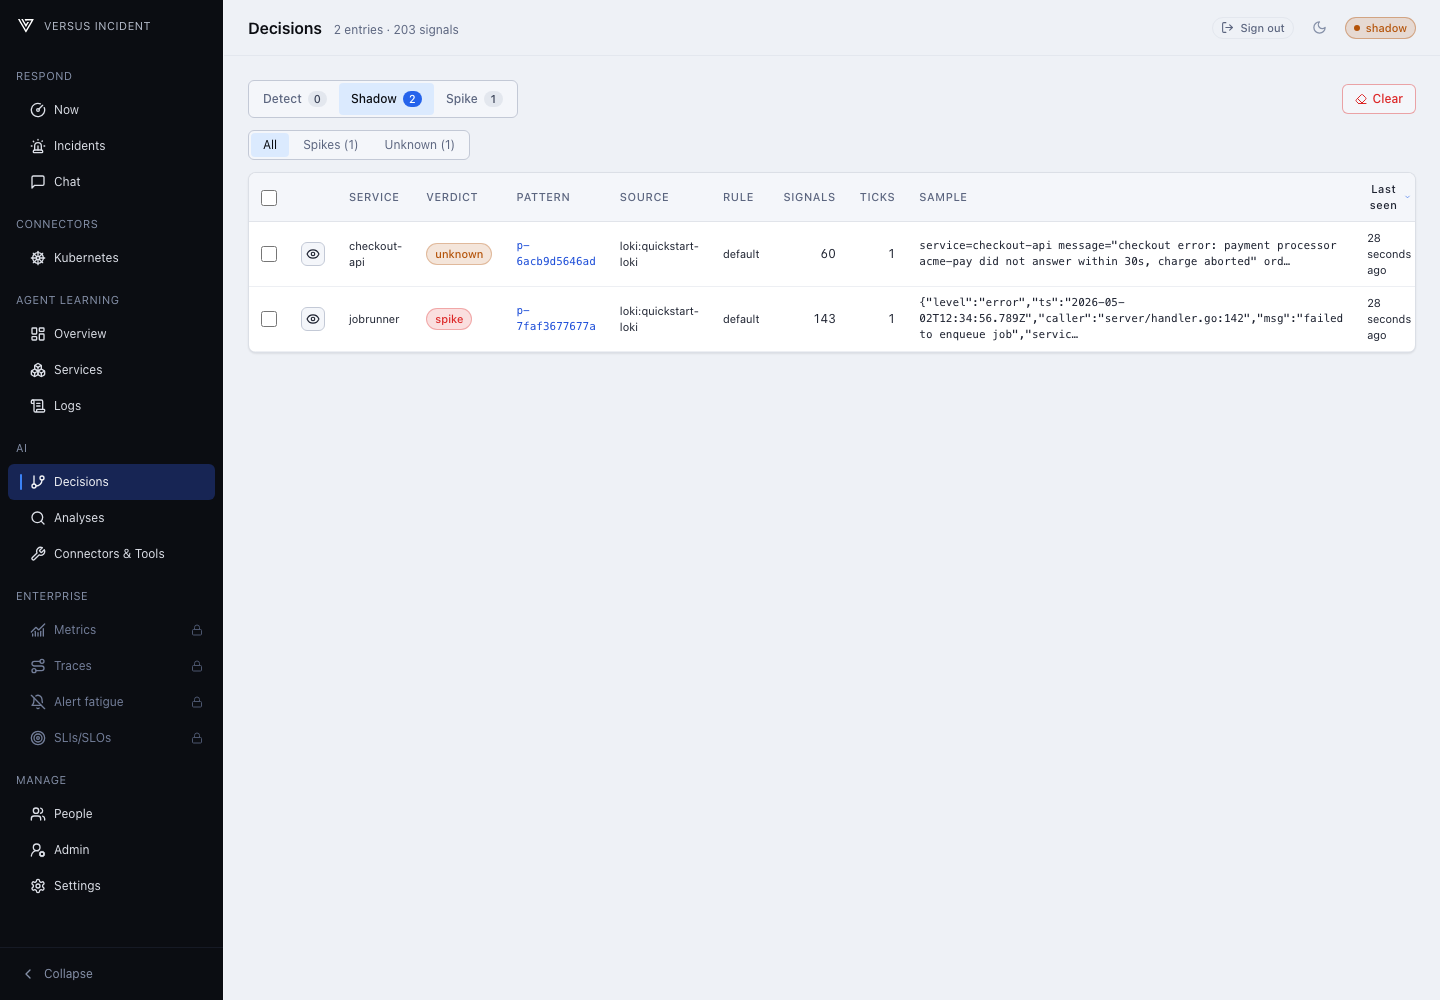 VERSUS INCIDENT
RESPOND
Now
Incidents
Chat
CONNECTORS
Kubernetes
AGENT LEARNING
Overview
Services
Logs
AI
Decisions
Analyses
Connectors & Tools
ENTERPRISE
Metrics
Traces
Alert fatigue
SLIs/SLOs
MANAGE
People
Admin
Settings
Collapse
Decisions 2 entries · 203 signals
Sign out
shadow
Detect 0 Shadow 2 Spike 1
Clear
All Spikes (1) Unknown (1)
SERVICE VERDICT PATTERN SOURCE RULE SIGNALS TICKS SAMPLE Last
seen
checkout-
api
unknown
p-
6acb9d5646ad
loki:quickstart-
loki
default
60
1
service=checkout-api message="checkout error: payment processor
acme-pay did not answer within 30s, charge aborted" ord…
28
seconds
ago
jobrunner
spike
p-
7faf3677677a
loki:quickstart-
loki
default
143
1
{"level":"error","ts":"2026-05-
02T12:34:56.789Z","caller":"server/handler.go:142","msg":"failed
to enqueue job","servic…
28
seconds
ago